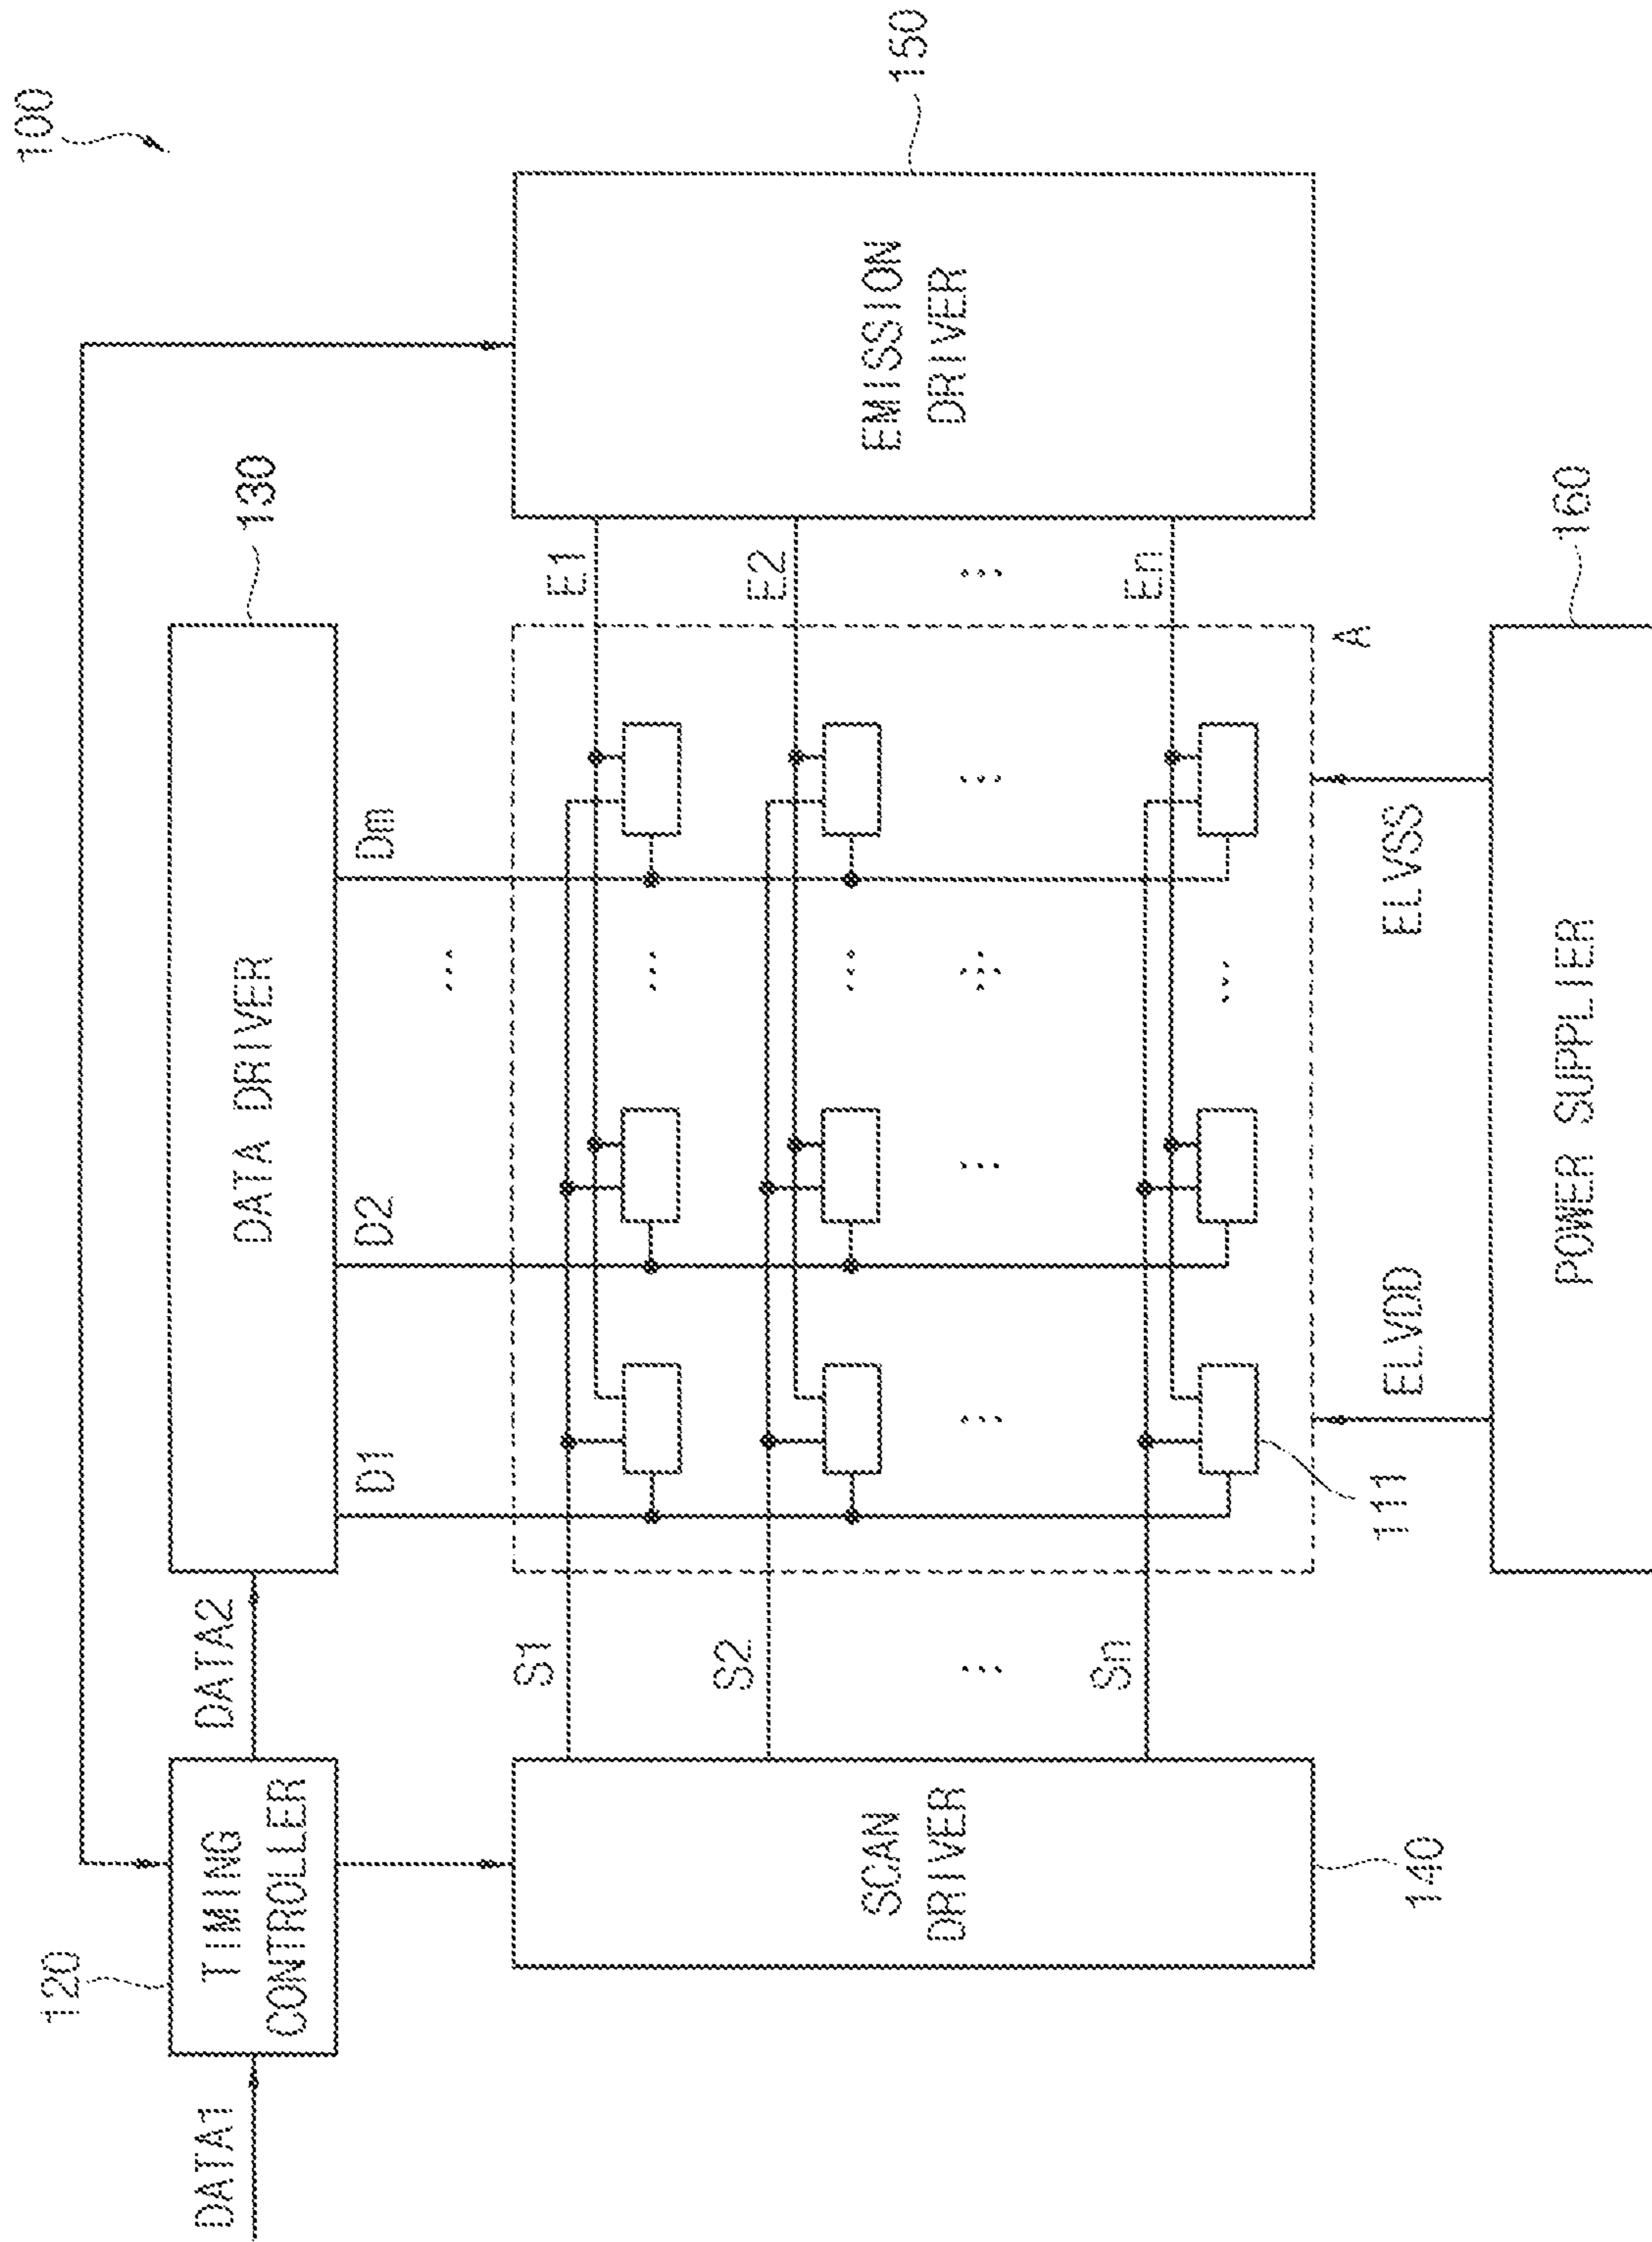 100
120
130
150
DATA1
TIMING
CONTROLLER
DATA2
DATA DRIVER
D1
D2
...
Dm
S1
E1
...
S2
E2
...
...
...
...
...
...
...
Sn
En
...
SCAN
DRIVER
EMISSION
DRIVER
140
111
A
ELVDD
ELVSS
160
POWER SUPPLIER